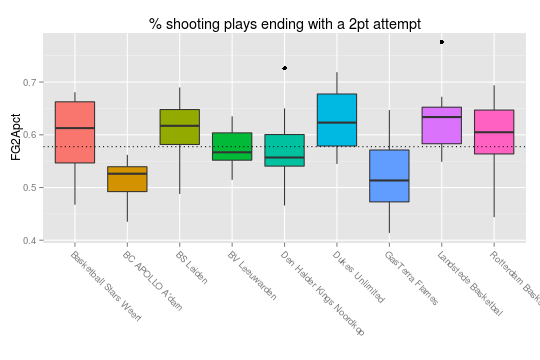 % shooting plays ending with a 2pt attempt
FG2Apct
0.7
0.6
0.5
0.4
Basketball Stars Weert
BC APOLLO A'dam
BS Leiden
BV Leeuwarden
Den Helder Kings Noordkop
Dukes Unlimited
GasTerra Flames
Landstede Basketbal
Rotterdam Bask